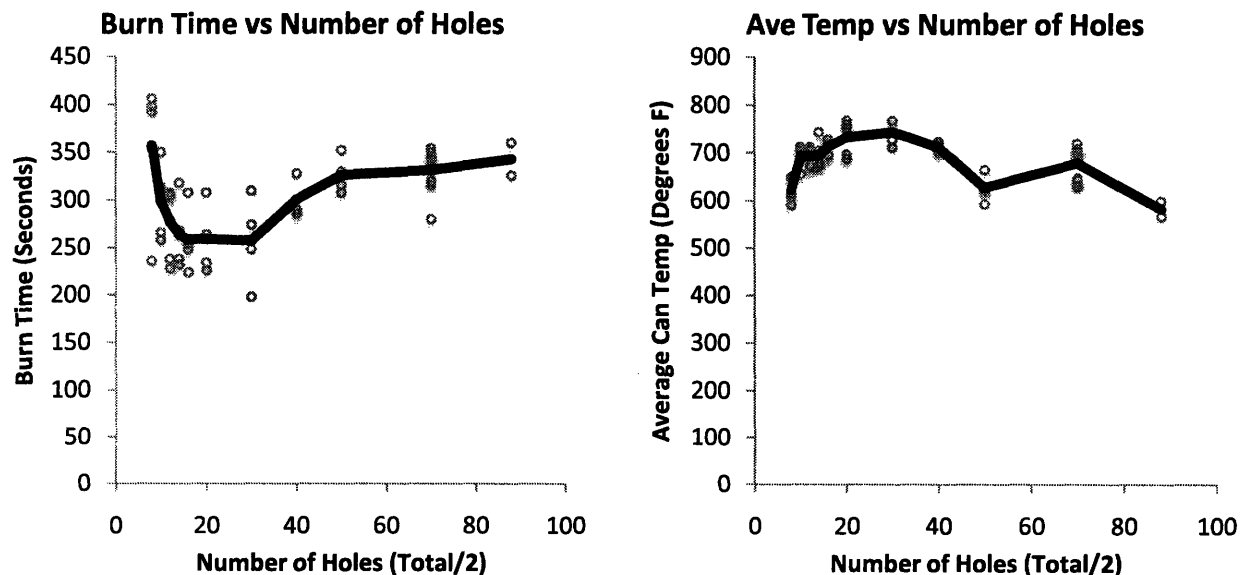 Burn Time vs Number of Holes
450
400
350
300
250
200
150
100
50
0
Burn Time (Seconds)
0 20 40 60 80 100
Number of Holes (Total/2)
Ave Temp vs Number of Holes
900
800
700
600
500
400
300
200
100
0
Average Can Temp (Degrees F)
0 20 40 60 80 100
Number of Holes (Total/2)